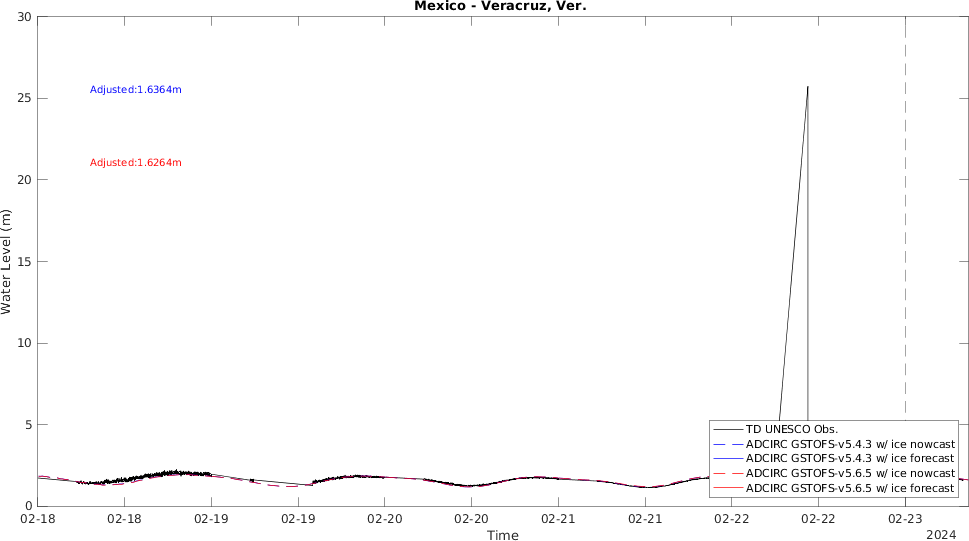 Mexico - Veracruz, Ver.
30
25
20
15
10
5
0
Water Level (m)
Adjusted:1.6364m
Adjusted:1.6264m
TD UNESCO Obs.
ADCIRC GSTOFS-v5.4.3 w/ ice nowcast
ADCIRC GSTOFS-v5.4.3 w/ ice forecast
ADCIRC GSTOFS-v5.6.5 w/ ice nowcast
ADCIRC GSTOFS-v5.6.5 w/ ice forecast
02-18 02-18 02-19 02-19 02-20 02-20 02-21 02-21 02-22 02-22 02-23
Time
2024